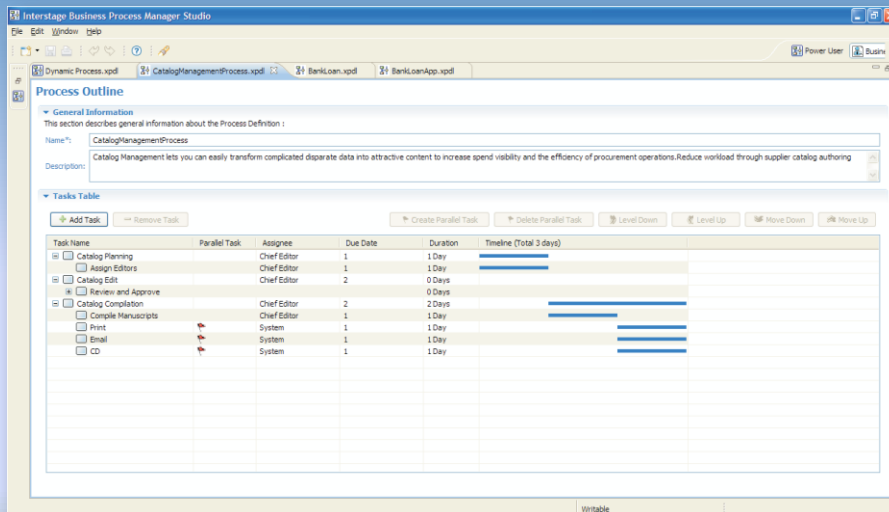 Interstage Business Process Manager Studio
File Edit Window Help
Power User Busine
Dynamic Process.xpdl CatalogManagementProcess.xpdl BankLoan.xpdl BankLoanApp.xpdl
Process Outline
General Information
This section describes general information about the Process Definition :
Name*: CatalogManagementProcess
Description: Catalog Management lets you can easily transform complicated disparate data into attractive content to increase spend visibility and the efficiency of procurement operations.Reduce workload through supplier catalog authoring
Tasks Table
Add Task Remove Task Create Parallel Task Delete Parallel Task Level Down Level Up Move Down Move Up
Task Name Parallel Task Assignee Due Date Duration Timeline (Total 3 days)
Catalog Planning Chief Editor 1 1 Day
Assign Editors Chief Editor 1 1 Day
Catalog Edit Chief Editor 2 0 Days
Review and Approve 0 Days
Catalog Compilation Chief Editor 2 2 Days
Compile Manuscripts Chief Editor 1 1 Day
Print System 1 1 Day
Email System 1 1 Day
CD System 1 1 Day
Writable